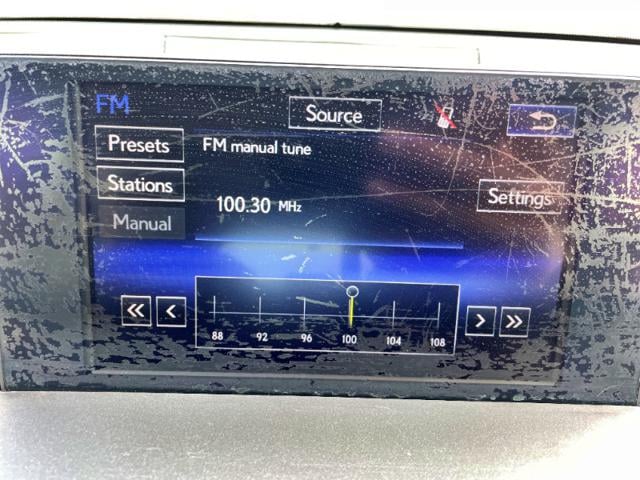 FM
Source
Presets
FM manual tune
Stations
Settings
100.30 MHz
Manual
88 92 96 100 104 108